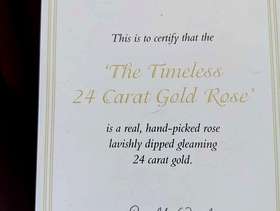 This is to certify that the
'The Timeless
24 Carat Gold Rose'
is a real, hand-picked rose
lavishly dipped gleaming
24 carat gold.